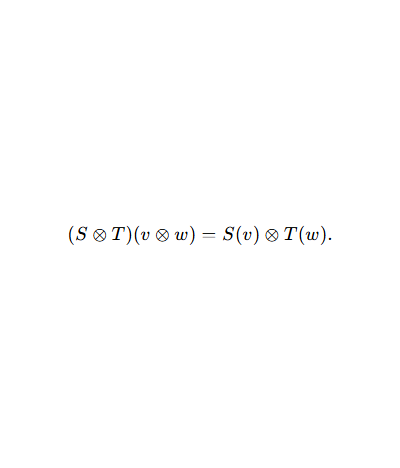 (S ⊗ T)(v ⊗ w) = S(v) ⊗ T(w).